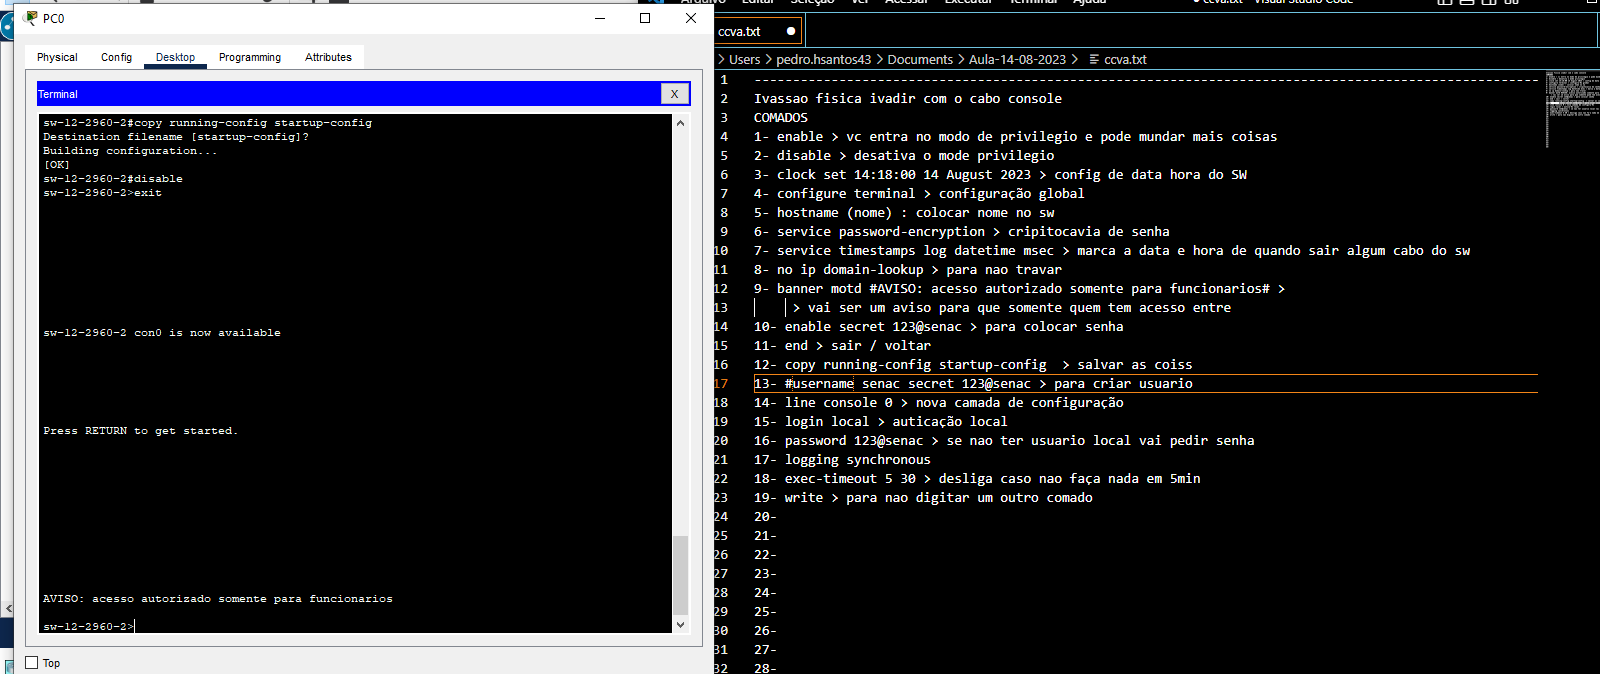 PC0
Physical Config Desktop Programming Attributes
Terminal
X
sw-12-2960-2#copy running-config startup-config
Destination filename [startup-config]?
Building configuration...
[OK]
sw-12-2960-2#disable
sw-12-2960-2>exit
sw-12-2960-2 con0 is now available
Press RETURN to get started.
AVISO: acesso autorizado somente para funcionarios
sw-12-2960-2>
Top
Arquivo Editar Seleção Ver Acessar Executar Terminal Ajuda
ccva.txt - Visual Studio Code
ccva.txt
> Users > pedro.hsantos43 > Documents > Aula-14-08-2023 > ccva.txt
1 ----------------------------------------------------------------------------------------------------
2 Ivassao fisica ivadir com o cabo console
3 COMADOS
4 1- enable > vc entra no modo de privilegio e pode mundar mais coisas
5 2- disable > desativa o mode privilegio
6 3- clock set 14:18:00 14 August 2023 > config de data hora do SW
7 4- configure terminal > configuração global
8 5- hostname (nome) : colocar nome no sw
9 6- service password-encryption > cripitocavia de senha
10 7- service timestamps log datetime msec > marca a data e hora de quando sair algum cabo do sw
11 8- no ip domain-lookup > para nao travar
12 9- banner motd #AVISO: acesso autorizado somente para funcionarios# >
13 > vai ser um aviso para que somente quem tem acesso entre
14 10- enable secret 123@senac > para colocar senha
15 11- end > sair / voltar
16 12- copy running-config startup-config  > salvar as coiss
17 13- #username senac secret 123@senac > para criar usuario
18 14- line console 0 > nova camada de configuração
19 15- login local > auticação local
20 16- password 123@senac > se nao ter usuario local vai pedir senha
21 17- logging synchronous
22 18- exec-timeout 5 30 > desliga caso nao faça nada em 5min
23 19- write > para nao digitar um outro comado
24 20-
25 21-
26 22-
27 23-
28 24-
29 25-
30 26-
31 27-
32 28-